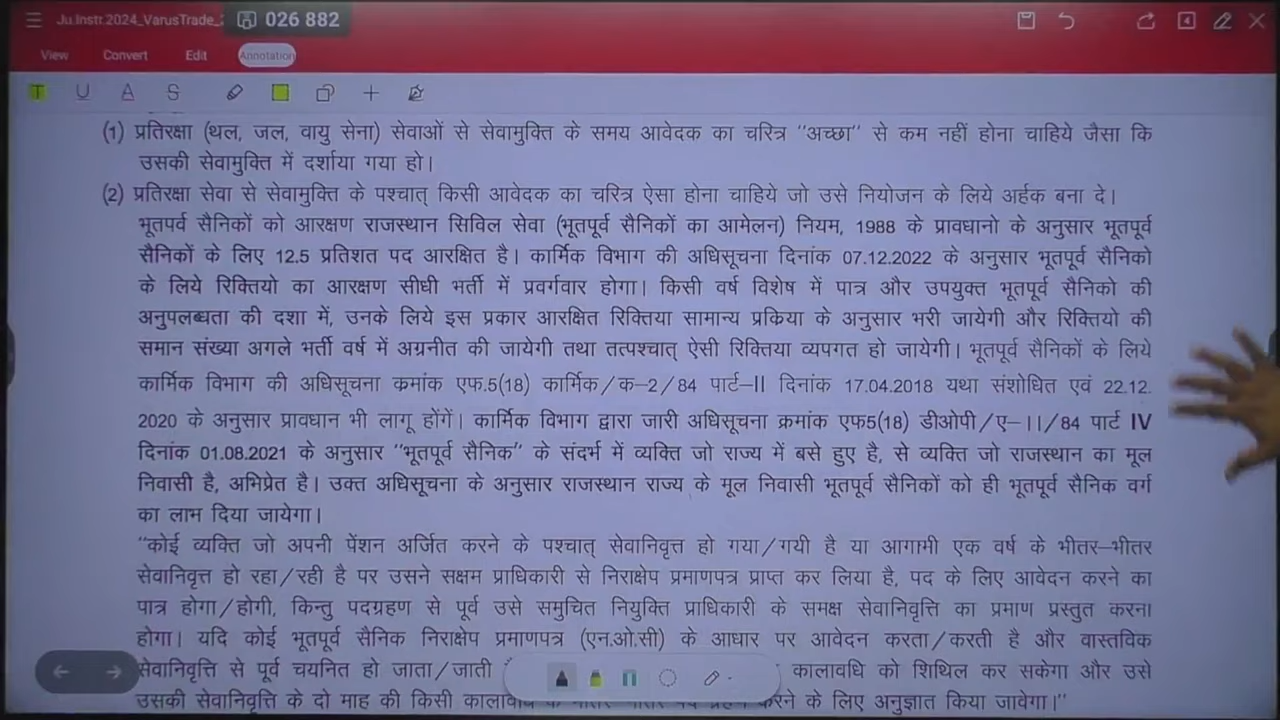 Ju.Instr.2024_VarusTrade_
026 882
4
View Convert Edit Annotation
T U A S
(1) प्रतिरक्षा (थल, जल, वायु सेना) सेवाओं से सेवामुक्ति के समय आवेदक का चरित्र "अच्छा" से कम नहीं होना चाहिये जैसा कि
उसकी सेवामुक्ति में दर्शाया गया हो।
(2) प्रतिरक्षा सेवा से सेवामुक्ति के पश्चात् किसी आवेदक का चरित्र ऐसा होना चाहिये जो उसे नियोजन के लिये अर्हक बना दे।
भूतपर्व सैनिकों को आरक्षण राजस्थान सिविल सेवा (भूतपूर्व सैनिकों का आमेलन) नियम, 1988 के प्रावधानो के अनुसार भूतपूर्व
सैनिकों के लिए 12.5 प्रतिशत पद आरक्षित है। कार्मिक विभाग की अधिसूचना दिनांक 07.12.2022 के अनुसार भूतपूर्व सैनिको
के लिये रिक्तियो का आरक्षण सीधी भर्ती में प्रवर्गवार होगा। किसी वर्ष विशेष में पात्र और उपयुक्त भूतपूर्व सैनिको की
अनुपलब्धता की दशा में, उनके लिये इस प्रकार आरक्षित रिक्तिया सामान्य प्रकिया के अनुसार भरी जायेगी और रिक्तियो की
समान संख्या अगले भर्ती वर्ष में अग्रनीत की जायेगी तथा तत्पश्चात् ऐसी रिक्तिया व्यपगत हो जायेगी। भूतपूर्व सैनिकों के लिये
कार्मिक विभाग की अधिसूचना क्रमांक एफ.5(18) कार्मिक/क-2/84 पार्ट-II दिनांक 17.04.2018 यथा संशोधित एवं 22.12.
2020 के अनुसार प्रावधान भी लागू होंगें। कार्मिक विभाग द्वारा जारी अधिसूचना क्रमांक एफ5(18) डीओपी/ए-।।/84 पार्ट IV
दिनांक 01.08.2021 के अनुसार "भूतपूर्व सैनिक" के संदर्भ में व्यक्ति जो राज्य में बसे हुए है, से व्यक्ति जो राजस्थान का मूल
निवासी है, अभिप्रेत है। उक्त अधिसूचना के अनुसार राजस्थान राज्य के मूल निवासी भूतपूर्व सैनिकों को ही भूतपूर्व सैनिक वर्ग
का लाभ दिया जायेगा।
"कोई व्यक्ति जो अपनी पेंशन अर्जित करने के पश्चात् सेवानिवृत्त हो गया/गयी है या आगामी एक वर्ष के भीतर-भीतर
सेवानिवृत्त हो रहा/रही है पर उसने सक्षम प्राधिकारी से निराक्षेप प्रमाणपत्र प्राप्त कर लिया है, पद के लिए आवेदन करने का
पात्र होगा/होगी, किन्तु पदग्रहण से पूर्व उसे समुचित नियुक्ति प्राधिकारी के समक्ष सेवानिवृत्ति का प्रमाण प्रस्तुत करना
होगा। यदि कोई भूतपूर्व सैनिक निराक्षेप प्रमाणपत्र (एन.ओ.सी) के आधार पर आवेदन करता/करती है और वास्तविक
सेवानिवृत्ति से पूर्व चयनित हो जाता/जाती कालावधि को शिथिल कर सकेगा और उसे
उसकी सेवानिवृत्ति के दो माह की किसी करने के लिए अनुज्ञात किया जावेगा।"